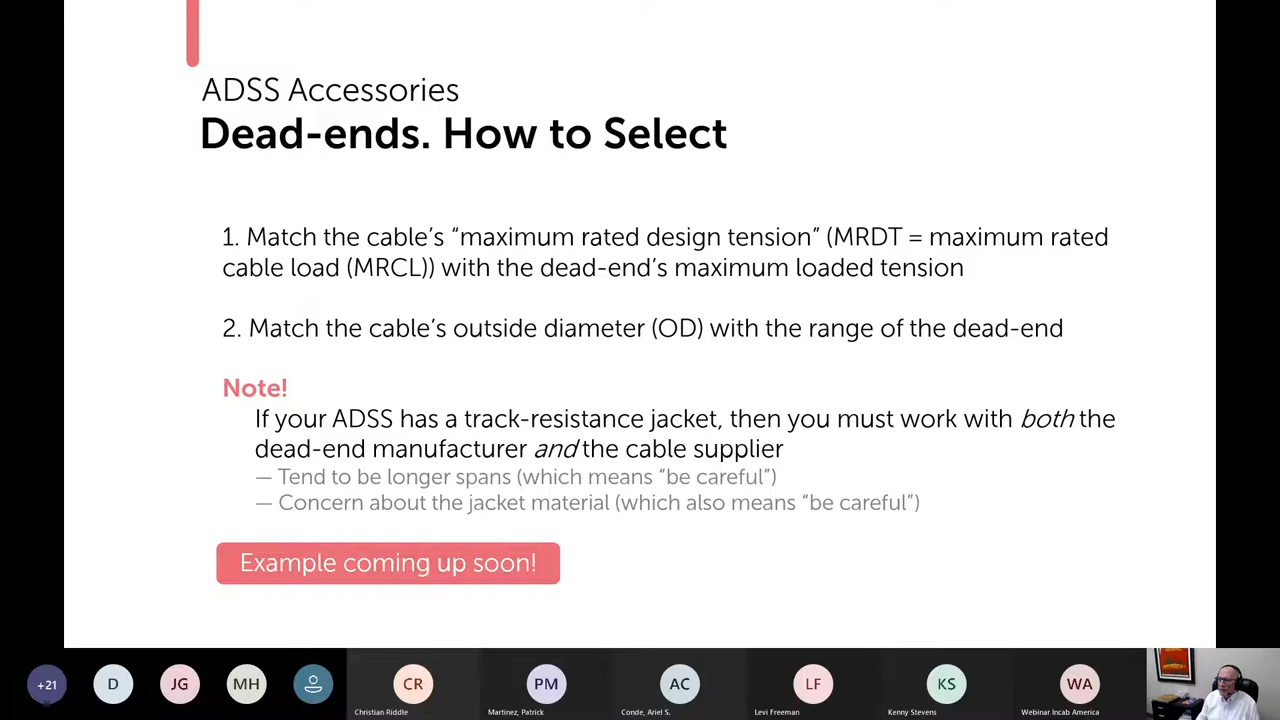 ADSS Accessories
Dead-ends. How to Select
1. Match the cable's “maximum rated design tension” (MRDT = maximum rated
cable load (MRCL)) with the dead-end's maximum loaded tension
2. Match the cable's outside diameter (OD) with the range of the dead-end
Note!
If your ADSS has a track-resistance jacket, then you must work with both the
dead-end manufacturer and the cable supplier
— Tend to be longer spans (which means “be careful”)
— Concern about the jacket material (which also means “be careful”)
Example coming up soon!
+21
D
JG
MH
CR
PM
AC
LF
KS
WA
Christian Riddle
Martinez, Patrick
Conde, Ariel S.
Levi Freeman
Kenny Stevens
Webinar Incab America